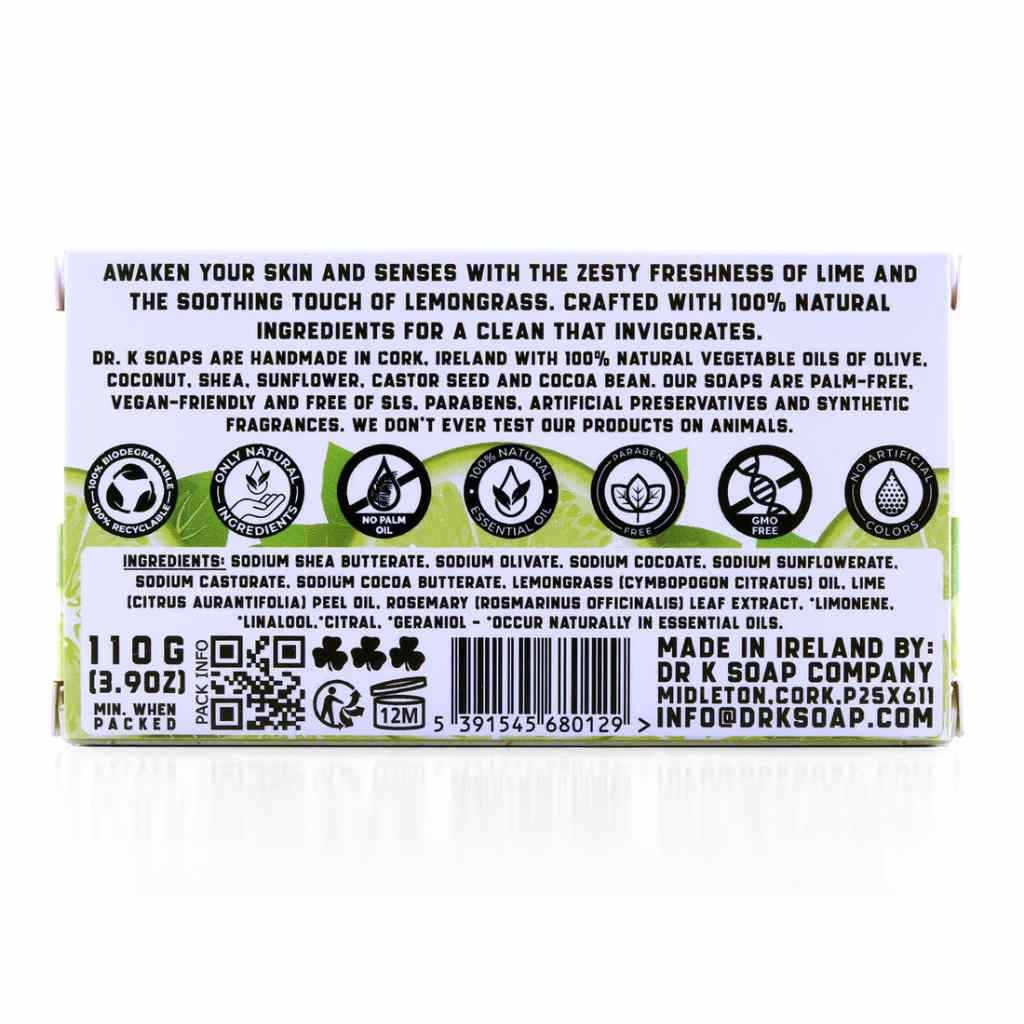 AWAKEN YOUR SKIN AND SENSES WITH THE ZESTY FRESHNESS OF LIME AND
THE SOOTHING TOUCH OF LEMONGRASS. CRAFTED WITH 100% NATURAL
INGREDIENTS FOR A CLEAN THAT INVIGORATES.
DR. K SOAPS ARE HANDMADE IN CORK, IRELAND WITH 100% NATURAL VEGETABLE OILS OF OLIVE,
COCONUT, SHEA, SUNFLOWER, CASTOR SEED AND COCOA BEAN. OUR SOAPS ARE PALM-FREE,
VEGAN-FRIENDLY AND FREE OF SLS, PARABENS, ARTIFICIAL PRESERVATIVES AND SYNTHETIC
FRAGRANCES. WE DON'T EVER TEST OUR PRODUCTS ON ANIMALS.
100% BIODEGRADABLE
100% RECYCLABLE
ONLY NATURAL
INGREDIENTS
NO PALM
OIL
100% NATURAL
ESSENTIAL OIL
PARABEN
FREE
GMO
FREE
NO ARTIFICIAL
COLORS
INGREDIENTS: SODIUM SHEA BUTTERATE, SODIUM OLIVATE, SODIUM COCOATE, SODIUM SUNFLOWERATE,
SODIUM CASTORATE, SODIUM COCOA BUTTERATE, LEMONGRASS (CYMBOPOGON CITRATUS) OIL, LIME
(CITRUS AURANTIFOLIA) PEEL OIL, ROSEMARY (ROSMARINUS OFFICINALIS) LEAF EXTRACT, *LIMONENE,
*LINALOOL,*CITRAL, *GERANIOL - *OCCUR NATURALLY IN ESSENTIAL OILS.
110 G
(3.9OZ)
MIN. WHEN
PACKED
PACK INFO
12M
5 391545 680129 >
MADE IN IRELAND BY:
DR K SOAP COMPANY
MIDLETON,CORK,P25X611
INFO@DRKSOAP.COM